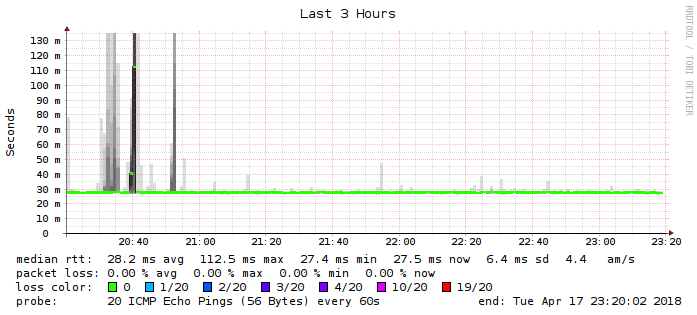 Last 3 Hours
RRDTOOL / TOBI OETIKER
Seconds
130 m
120 m
110 m
100 m
90 m
80 m
70 m
60 m
50 m
40 m
30 m
20 m
10 m
0
20:40 21:00 21:20 21:40 22:00 22:20 22:40 23:00 23:20
median rtt: 28.2 ms avg 112.5 ms max 27.4 ms min 27.5 ms now 6.4 ms sd 4.4 am/s
packet loss: 0.00 % avg 0.00 % max 0.00 % min 0.00 % now
loss color: 0 1/20 2/20 3/20 4/20 10/20 19/20
probe: 20 ICMP Echo Pings (56 Bytes) every 60s end: Tue Apr 17 23:20:02 2018